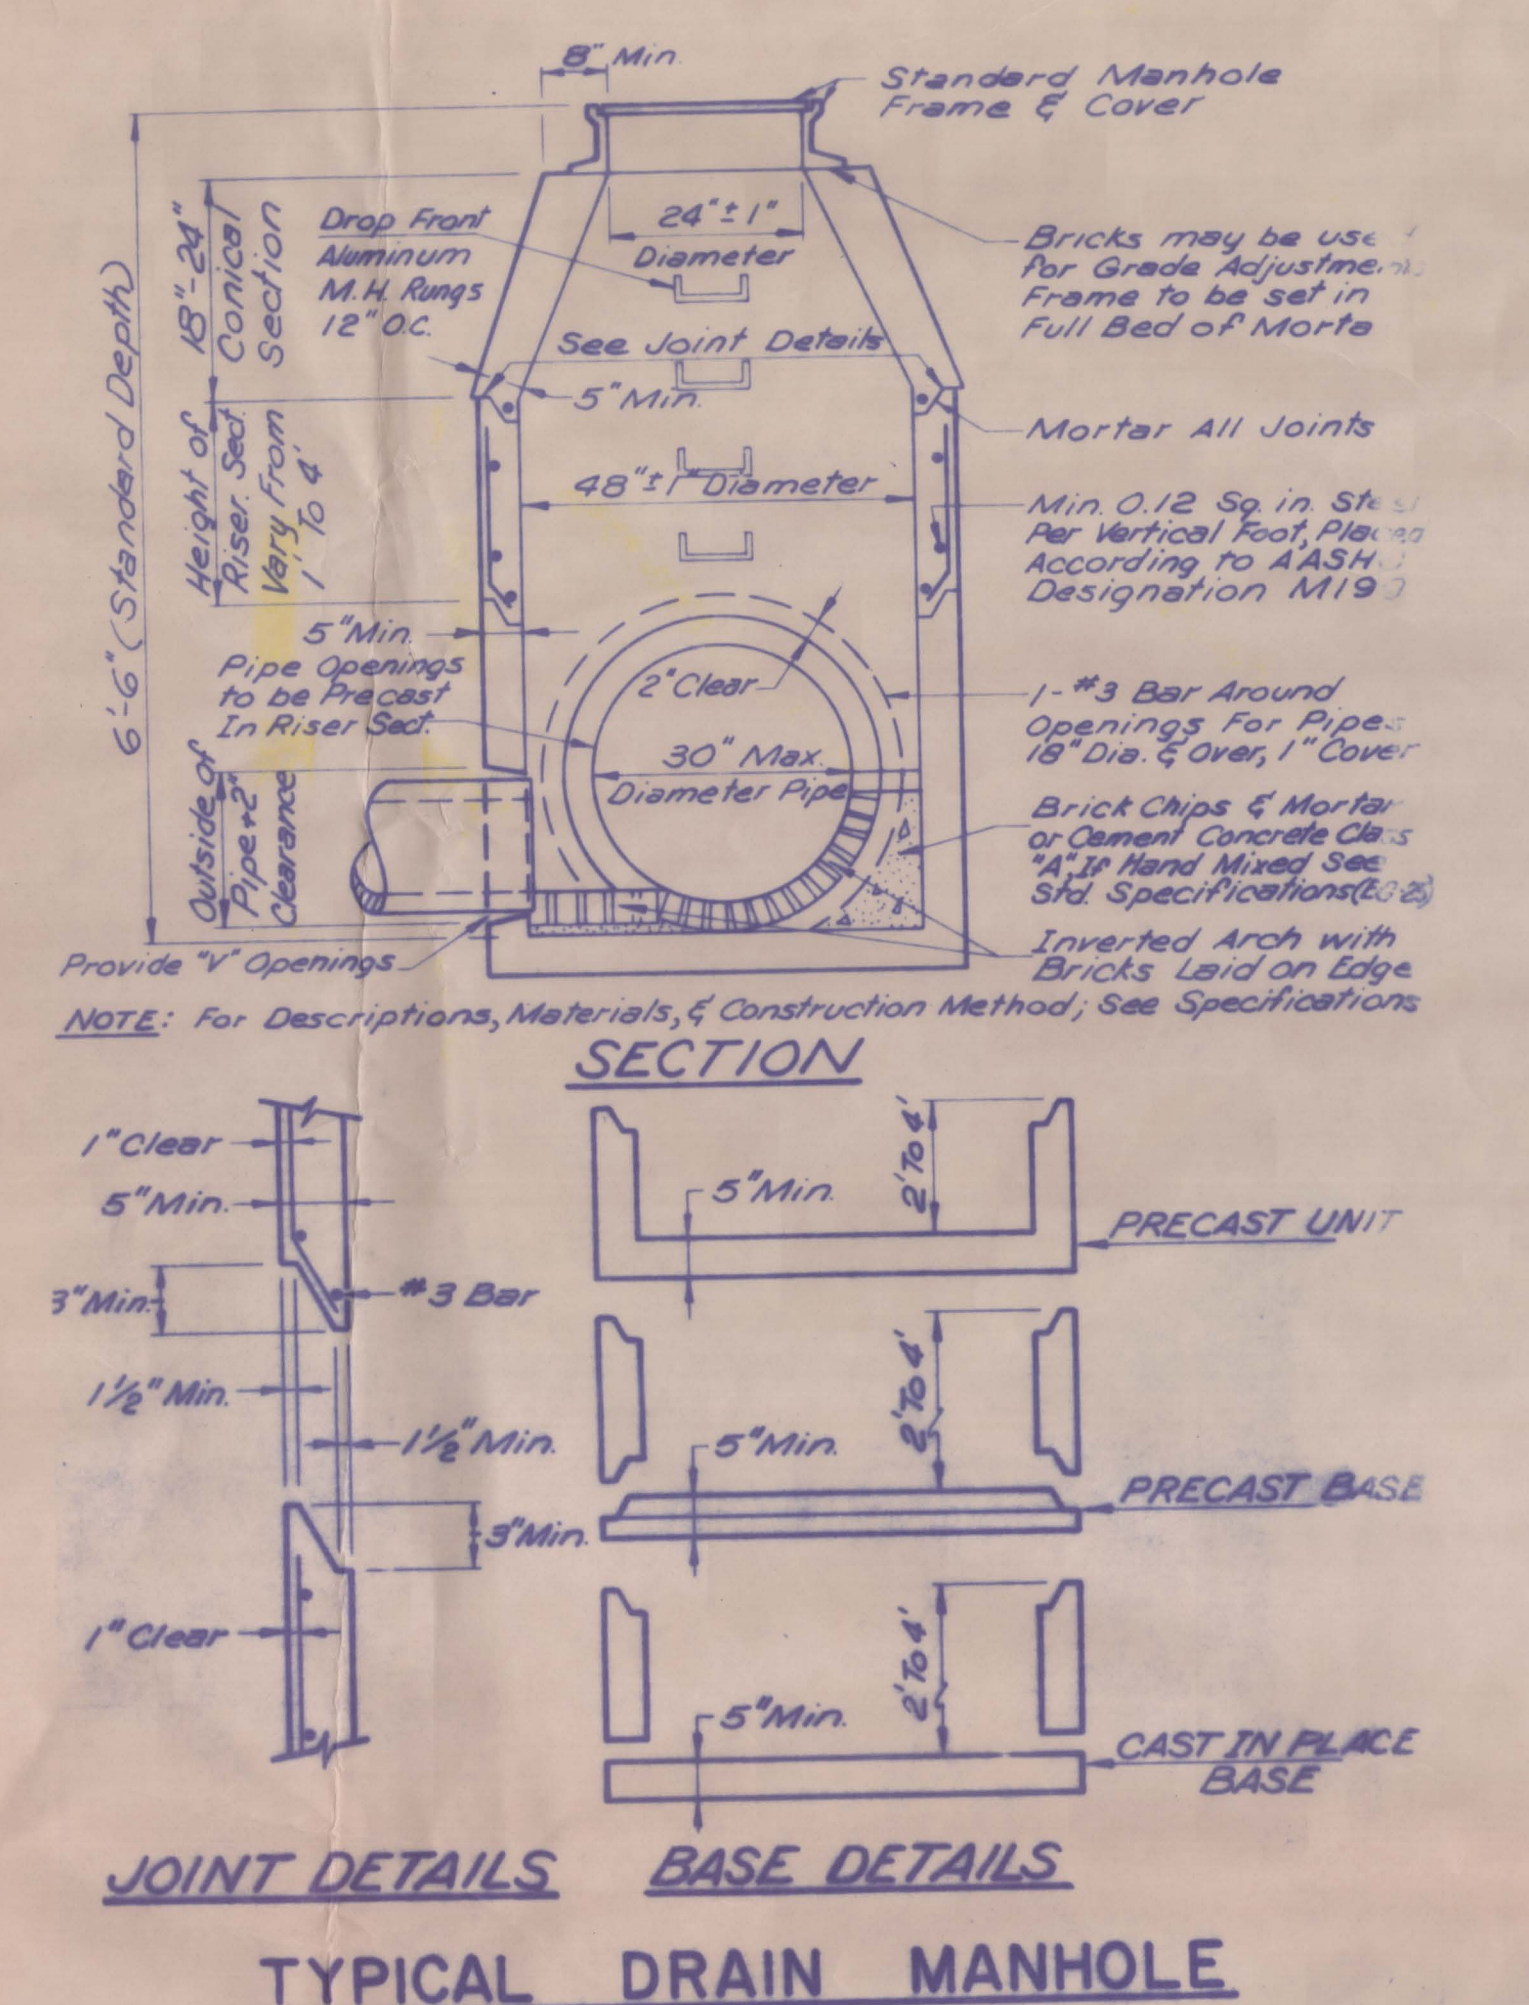 8" Min.
Standard Manhole
Frame & Cover
6'-6" (Standard Depth)
18"-24"
Conical
Section
Drop Front
Aluminum
M.H. Rungs
12" O.C.
24" ± 1"
Diameter
Bricks may be use
for Grade Adjustmen
Frame to be set in
Full Bed of Morta
See Joint Details
5" Min.
Mortar All Joints
Height of
Riser Sect.
Vary From
1' To 4'
48" ± 1" Diameter
Min. 0.12 Sq. in. Steel
Per Vertical Foot, Placed
According to AASH
Designation M19
5" Min.
Pipe Openings
to be Precast
In Riser Sect.
2" Clear
1-#3 Bar Around
Openings For Pipes
18" Dia. & Over, 1" Cover
30" Max.
Diameter Pipe
Outside of
Pipe+2"
Clearance
Brick Chips & Mortar
or Cement Concrete Class
"A", If Hand Mixed See
Std. Specifications
Provide "V" Openings
Inverted Arch with
Bricks Laid on Edge
NOTE: For Descriptions, Materials, & Construction Method; See Specifications
SECTION
1" Clear
5" Min.
3" Min.
#3 Bar
1½" Min.
1½" Min.
3" Min.
1" Clear
JOINT DETAILS
2' To 4'
5" Min.
PRECAST UNIT
2' To 4'
5" Min.
PRECAST BASE
2' To 4'
5" Min.
CAST IN PLACE
BASE
BASE DETAILS
TYPICAL DRAIN MANHOLE